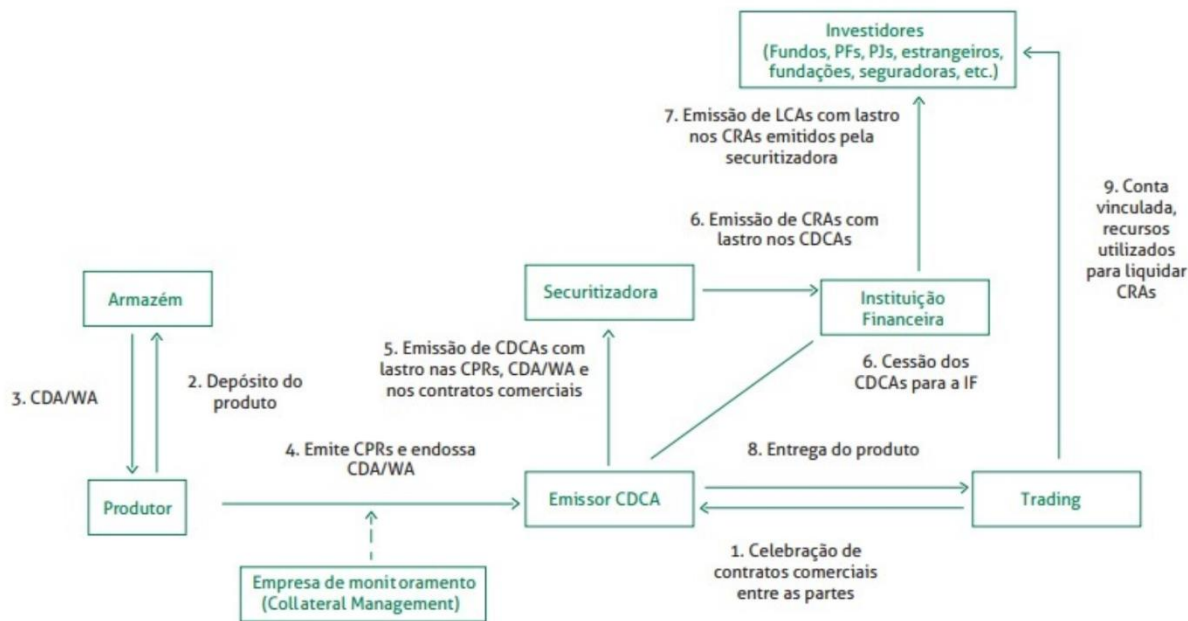 Investidores
(Fundos, PFs, PJs, estrangeiros,
fundações, seguradoras, etc.)
7. Emissão de LCAs com lastro
nos CRAs emitidos pela
securitizadora
9. Conta
vinculada,
recursos
utilizados
para liquidar
CRAs
6. Emissão de CRAs com
lastro nos CDCAs
Armazém
Securitizadora
Instituição
Financeira
5. Emissão de CDCAs com
lastro nas CPRs, CDA/WA e
nos contratos comerciais
6. Cessão dos
CDCAs para a IF
3. CDA/WA
2. Depósito do
produto
4. Emite CPRs e endossa
CDA/WA
8. Entrega do produto
Produtor
Emissor CDCA
Trading
1. Celebração de
contratos comerciais
entre as partes
Empresa de monitoramento
(Collateral Management)